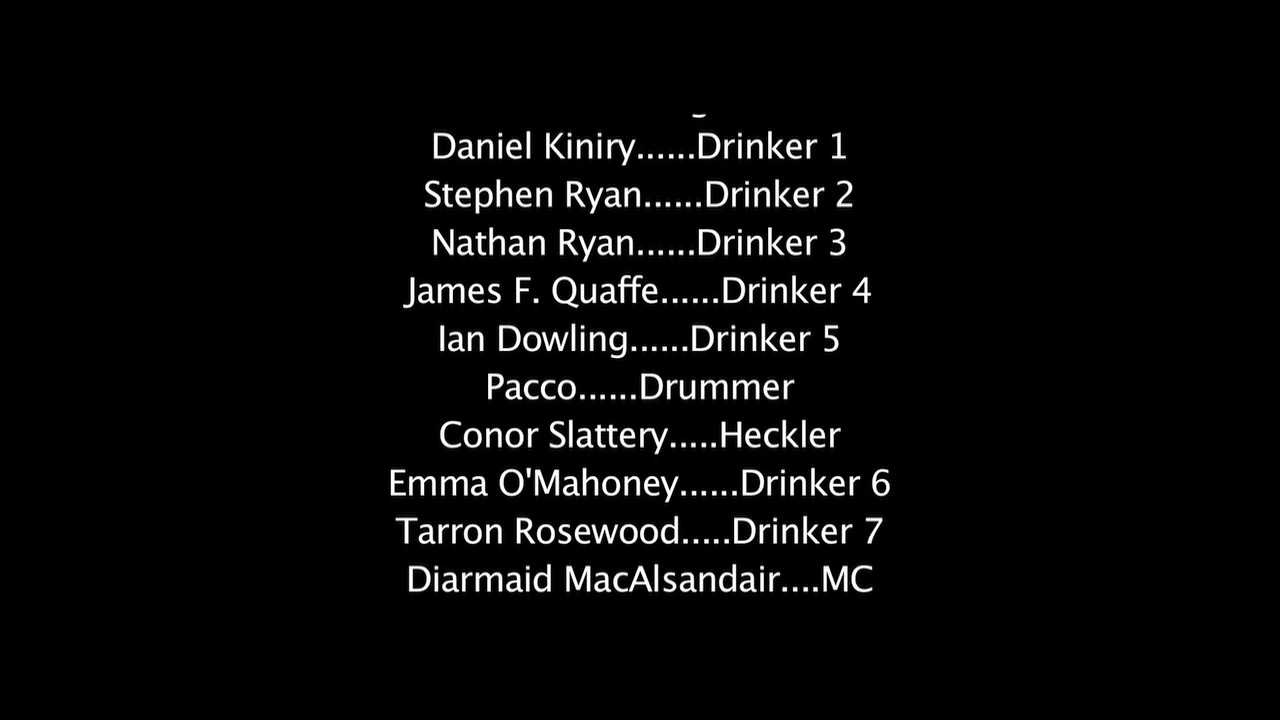 Daniel Kiniry......Drinker 1
Stephen Ryan......Drinker 2
Nathan Ryan......Drinker 3
James F. Quaffe......Drinker 4
Ian Dowling......Drinker 5
Pacco......Drummer
Conor Slattery.....Heckler
Emma O'Mahoney......Drinker 6
Tarron Rosewood.....Drinker 7
Diarmaid MacAlsandair....MC